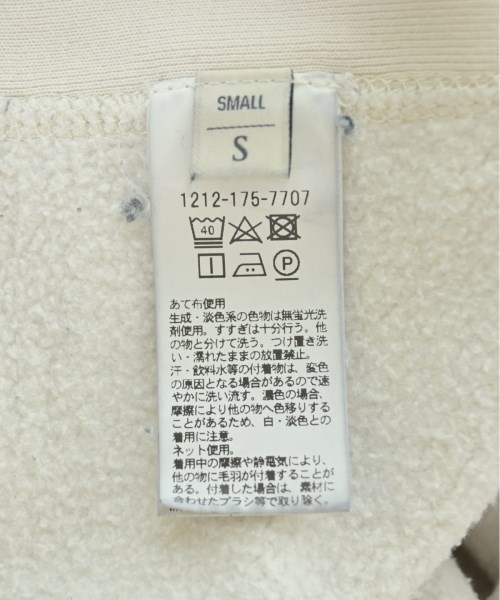 SMALL
S
1212-175-7707
40
P
あて布使用
生成・淡色系の色物は無蛍光洗
剤使用。すすぎは十分行う。他
の物と分けて洗う。つけ置き洗
い・濡れたままの放置禁止。
汗・飲料水等の付着物は、変色
の原因となる場合があるので速
やかに洗い流す。濃色の場合、
摩擦により他の物へ色移りする
ことがあるため、白・淡色との
着用に注意。
ネット使用。
着用中の摩擦や静電気により、
他の物に毛羽が付着することが
ある。付着した場合は、素材に
合わせたブラシ等で取り除く。